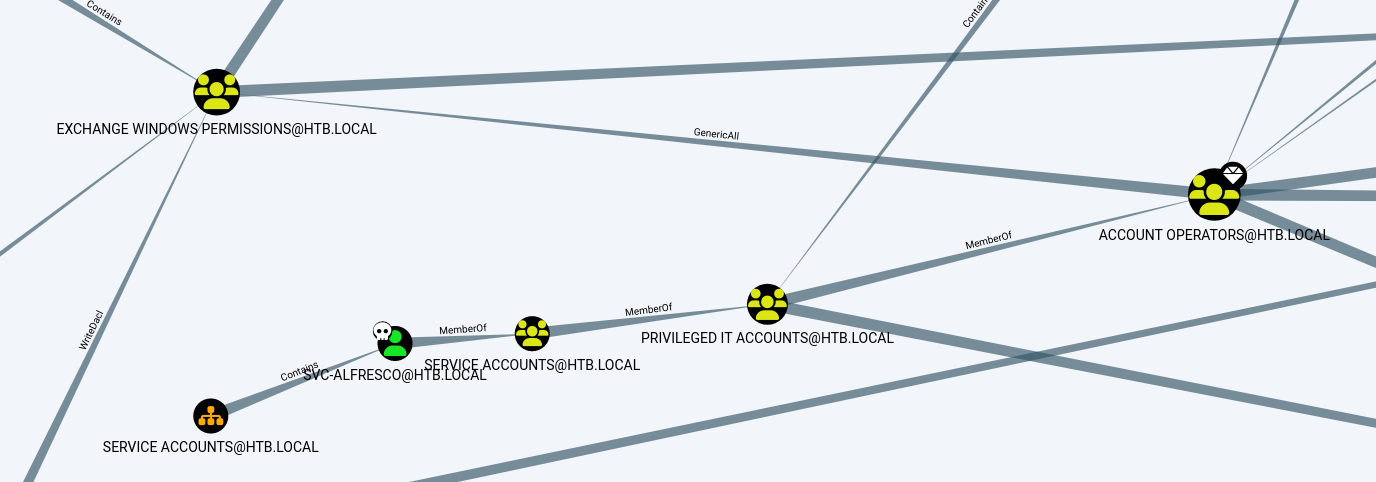 Contains
Contain
EXCHANGE WINDOWS PERMISSIONS@HTB.LOCAL
GenericAll
ACCOUNT OPERATORS@HTB.LOCAL
MemberOf
WriteDacl
MemberOf
MemberOf
PRIVILEGED IT ACCOUNTS@HTB.LOCAL
SERVICE ACCOUNTS@HTB.LOCAL
Contains
SVC-ALFRESCO@HTB.LOCAL
SERVICE ACCOUNTS@HTB.LOCAL